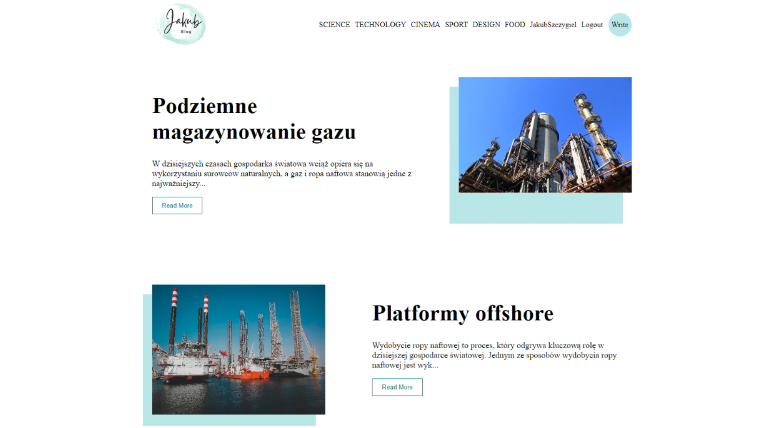 Jakub
Blog
SCIENCE TECHNOLOGY CINEMA SPORT DESIGN FOOD JakubSzczygieł Logout Write
Podziemne
magazynowanie gazu
W dzisiejszych czasach gospodarka światowa wciąż opiera się na
wykorzystaniu surowców naturalnych, a gaz i ropa naftowa stanowią jedne z
najważniejszy...
Read More
Platformy offshore
Wydobycie ropy naftowej to proces, który odgrywa kluczową rolę w
dzisiejszej gospodarce światowej. Jednym ze sposobów wydobycia ropy
naftowej jest wyk...
Read More